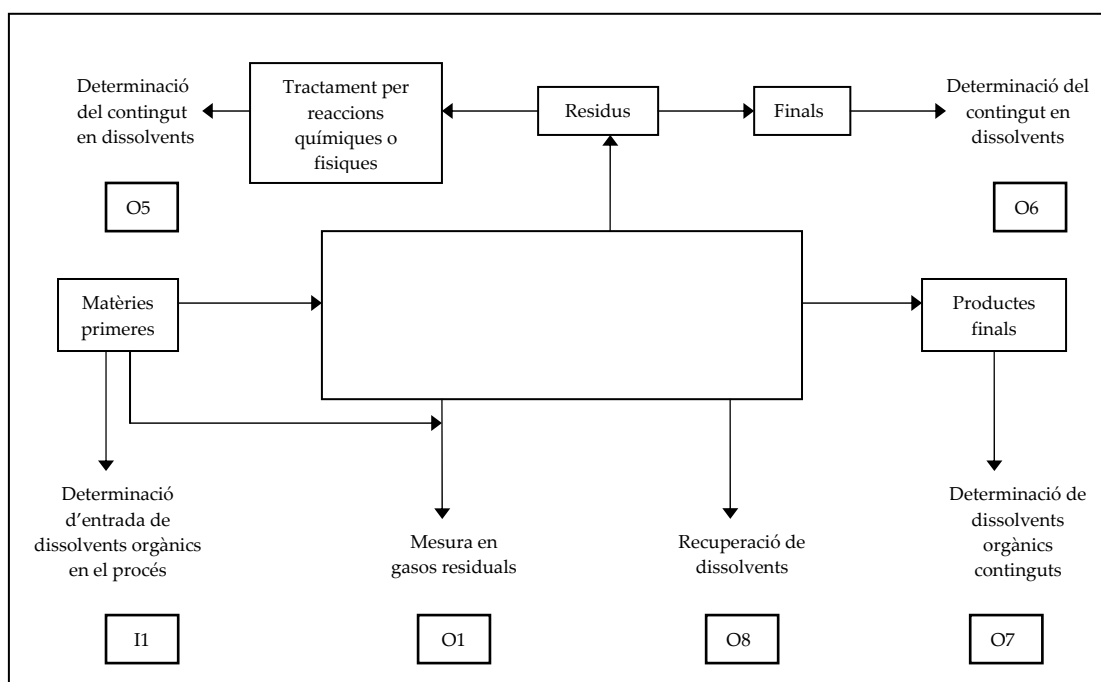 Determinació
del contingut
en dissolvents
Tractament per
reaccions
químiques o
fisiques
Residus
Finals
Determinació del
contingut en
dissolvents
O5
O6
Matèries
primeres
Productes
finals
Determinació
d’entrada de
dissolvents orgànics
en el procés
Mesura en
gasos residuals
Recuperació de
dissolvents
Determinació de
dissolvents
orgànics
continguts
I1
O1
O8
O7